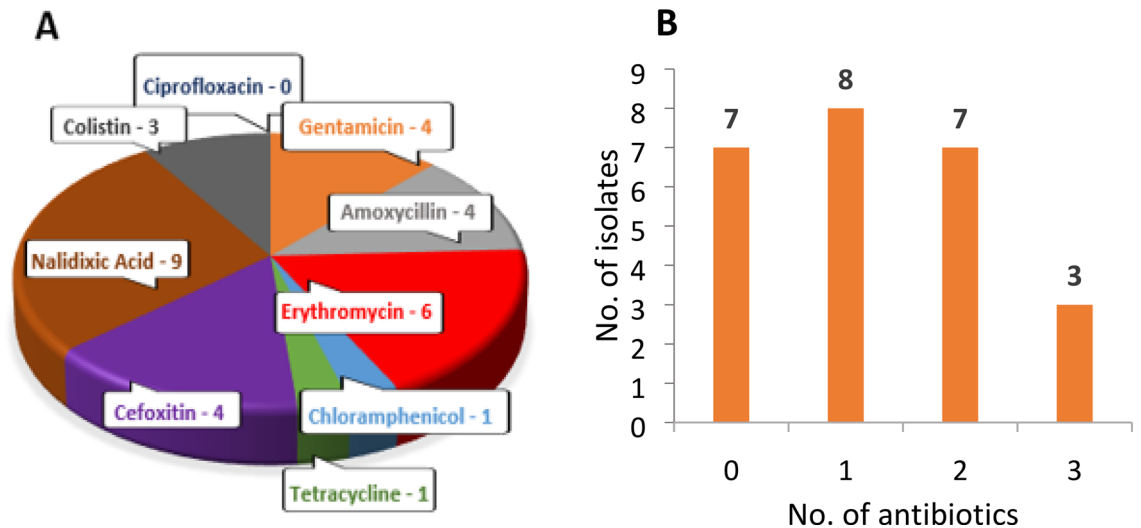 A
Ciprofloxacin - 0
Colistin - 3
Gentamicin - 4
Amoxycillin - 4
Nalidixic Acid - 9
Erythromycin - 6
Cefoxitin - 4
Chloramphenicol - 1
Tetracycline - 1
B
No. of isolates
9
8
7
6
5
4
3
2
1
0
7
8
7
3
0
1
2
3
No. of antibiotics